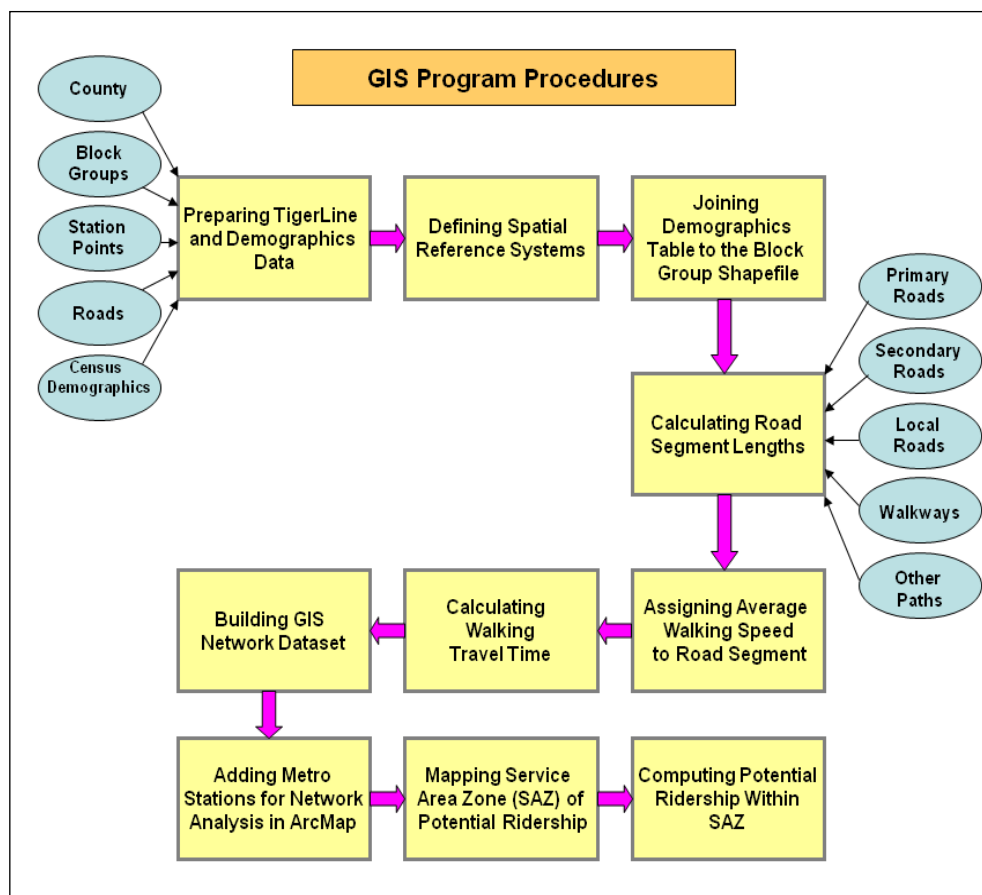 GIS Program Procedures
County
Block
Groups
Station
Points
Roads
Census
Demographics
Preparing TigerLine
and Demographics
Data
Defining Spatial
Reference Systems
Joining
Demographics
Table to the Block
Group Shapefile
Primary
Roads
Secondary
Roads
Local
Roads
Walkways
Other
Paths
Calculating Road
Segment Lengths
Assigning Average
Walking Speed
to Road Segment
Calculating
Walking
Travel Time
Building GIS
Network Dataset
Adding Metro
Stations for Network
Analysis in ArcMap
Mapping Service
Area Zone (SAZ) of
Potential Ridership
Computing Potential
Ridership Within
SAZ